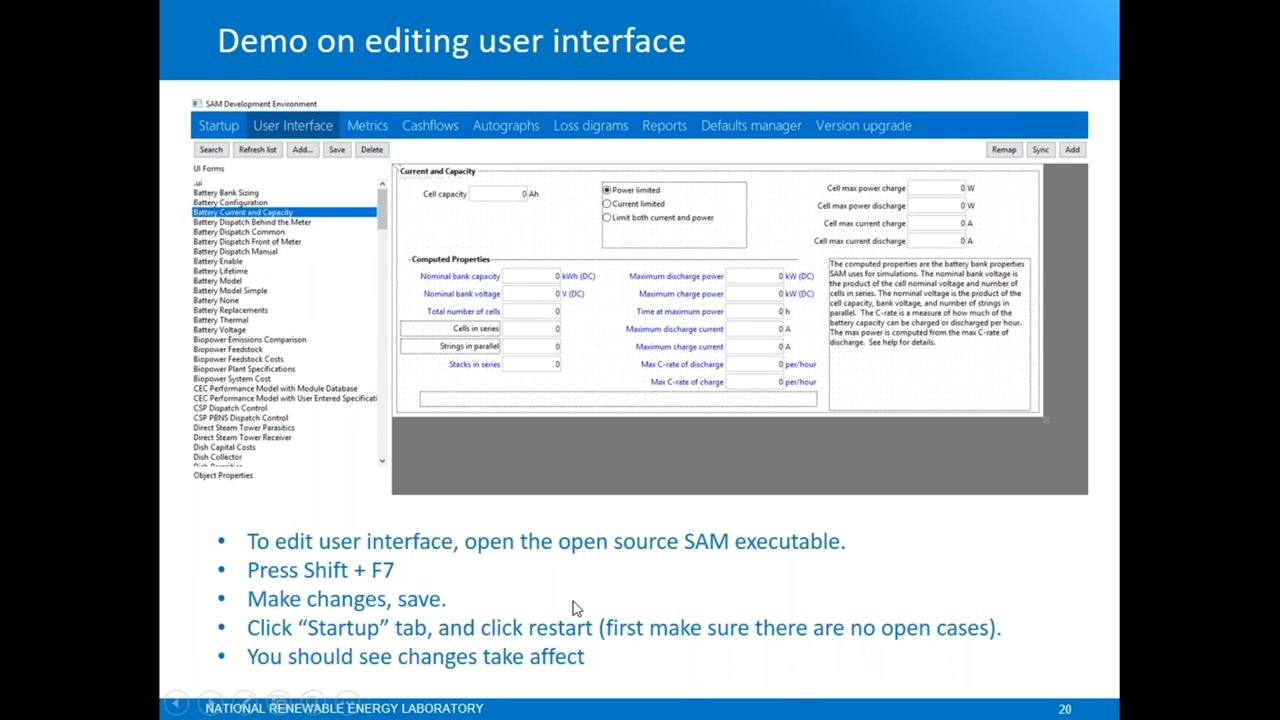 Demo on editing user interface
SAM Development Environment
Startup User Interface Metrics Cashflows Autographs Loss digrams Reports Defaults manager Version upgrade
Search Refresh list Add... Save Delete Remap Sync Add
UI Forms
.ui
Battery Bank Sizing
Battery Configuration
Battery Current and Capacity
Battery Dispatch Behind the Meter
Battery Dispatch Common
Battery Dispatch Front of Meter
Battery Dispatch Manual
Battery Enable
Battery Lifetime
Battery Model
Battery Model Simple
Battery None
Battery Replacements
Battery Thermal
Battery Voltage
Biopower Emissions Comparison
Biopower Feedstock
Biopower Feedstock Costs
Biopower Plant Specifications
Biopower System Cost
CEC Performance Model with Module Database
CEC Performance Model with User Entered Specificati
CSP Dispatch Control
CSP PBNS Dispatch Control
Direct Steam Tower Parasitics
Direct Steam Tower Receiver
Dish Capital Costs
Dish Collector
Object Properties
Current and Capacity
Cell capacity 0 Ah
Power limited
Current limited
Limit both current and power
Cell max power charge 0 W
Cell max power discharge 0 W
Cell max current charge 0 A
Cell max current discharge 0 A
Computed Properties
Nominal bank capacity 0 kWh (DC)
Nominal bank voltage 0 V (DC)
Total number of cells 0
Cells in series 0
Strings in parallel 0
Stacks in series 0
Maximum discharge power 0 kW (DC)
Maximum charge power 0 kW (DC)
Time at maximum power 0 h
Maximum discharge current 0 A
Maximum charge current 0 A
Max C-rate of discharge 0 per/hour
Max C-rate of charge 0 per/hour
The computed properties are the battery bank properties
SAM uses for simulations. The nominal bank voltage is
the product of the cell nominal voltage and number of
cells in series. The nominal voltage is the product of the
cell capacity, bank voltage, and number of strings in
parallel. The C-rate is a measure of how much of the
battery capacity can be charged or discharged per hour.
The max power is computed from the max C-rate of
discharge. See help for details.
• To edit user interface, open the open source SAM executable.
• Press Shift + F7
• Make changes, save.
• Click “Startup” tab, and click restart (first make sure there are no open cases).
• You should see changes take affect
NATIONAL RENEWABLE ENERGY LABORATORY 20